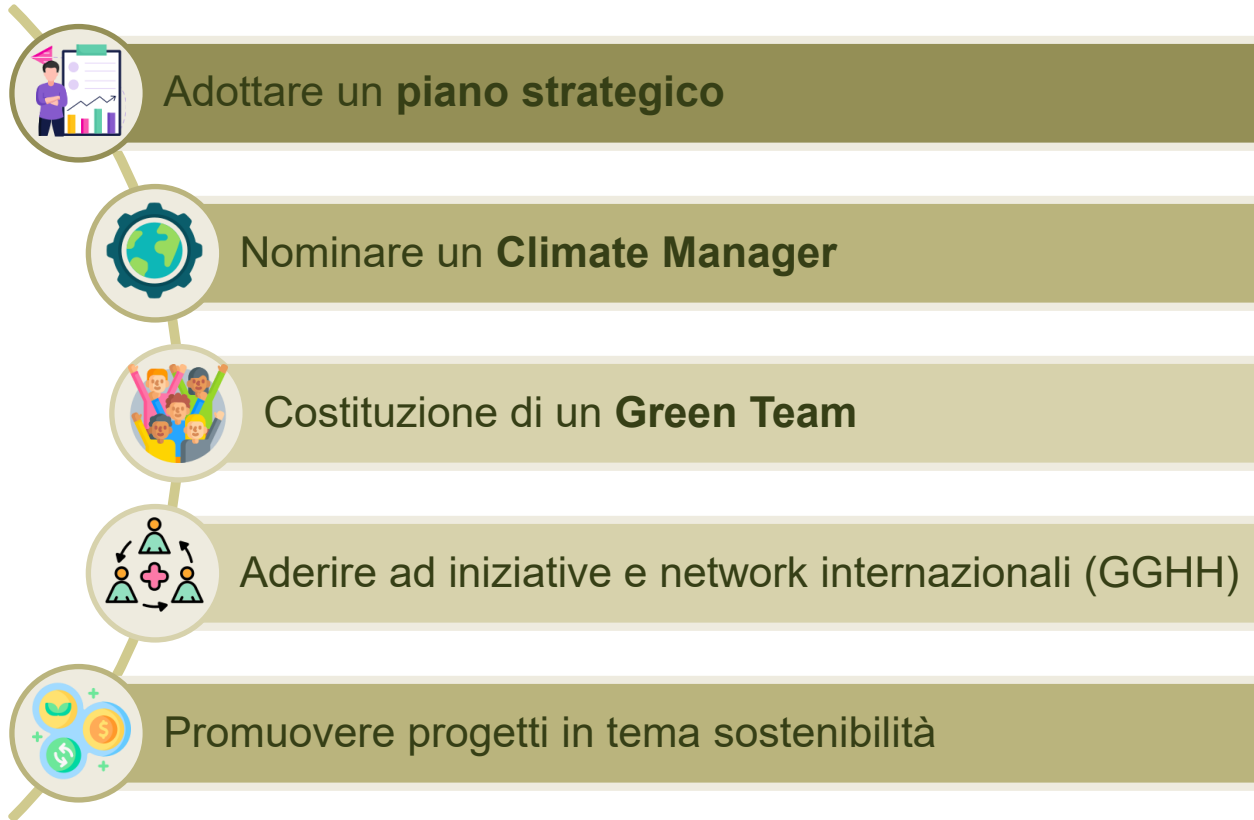 Adottare un piano strategico
Nominare un Climate Manager
Costituzione di un Green Team
Aderire ad iniziative e network internazionali (GGHH)
Promuovere progetti in tema sostenibilità